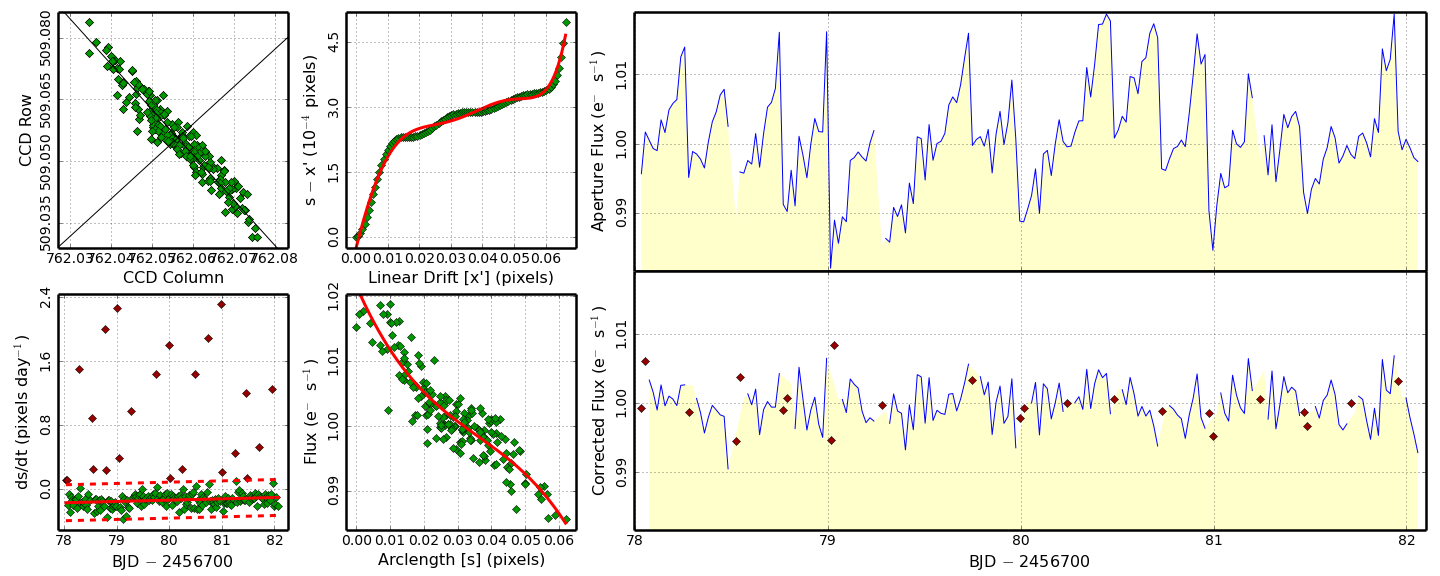 509.080
509.065
509.050
509.035
CCD Row
762.03 762.04 762.05 762.06 762.07 762.08
CCD Column
4.5
3.0
1.5
0.0
s − x' (10⁻¹ pixels)
0.00 0.01 0.02 0.03 0.04 0.05 0.06
Linear Drift [x'] (pixels)
1.01
1.00
0.99
Aperture Flux (e⁻ s⁻¹)
2.4
1.6
0.8
0.0
ds/dt (pixels day⁻¹)
78 79 80 81 82
BJD − 2456700
1.02
1.01
1.00
0.99
Flux (e⁻ s⁻¹)
0.00 0.01 0.02 0.03 0.04 0.05 0.06
Arclength [s] (pixels)
1.01
1.00
0.99
Corrected Flux (e⁻ s⁻¹)
78 79 80 81 82
BJD − 2456700